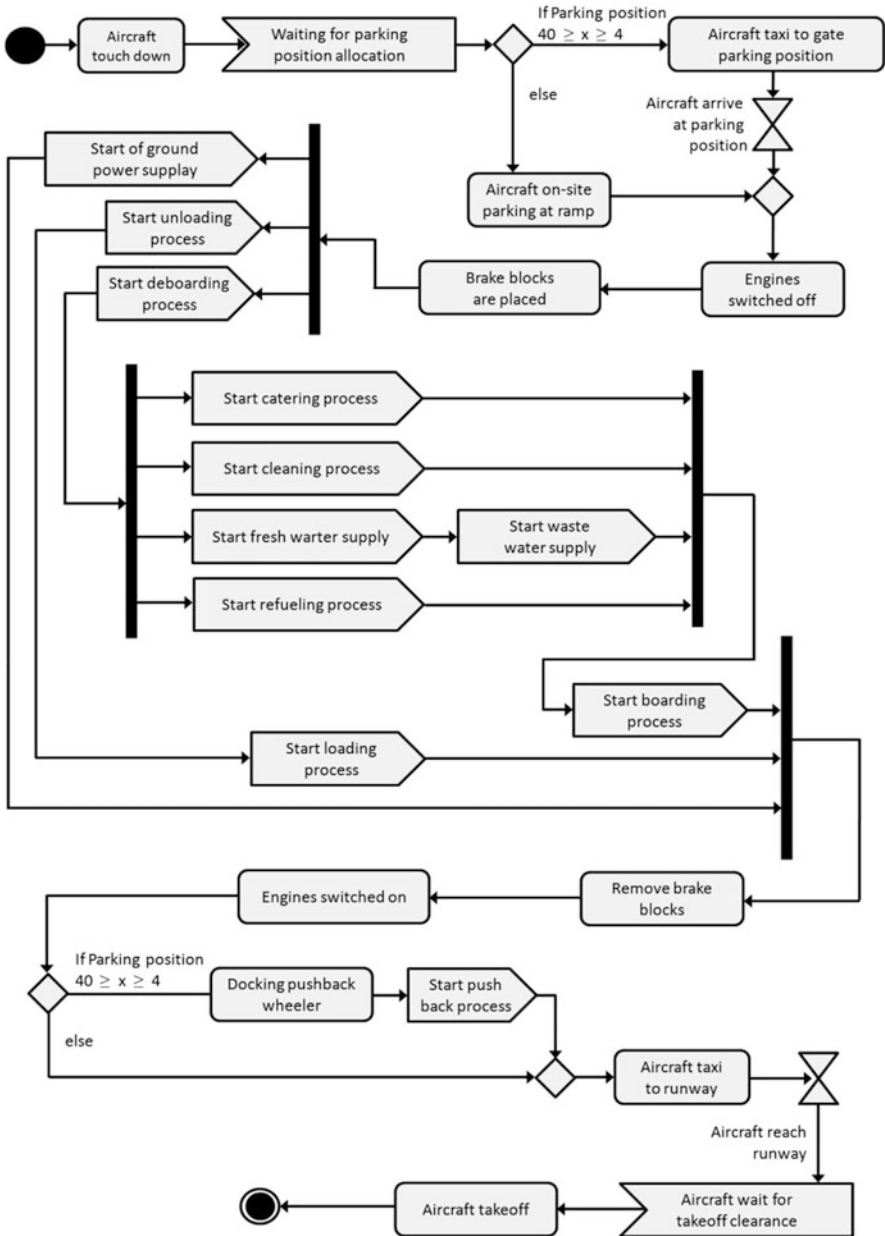 Aircraft
touch down
Waiting for parking
position allocation
If Parking position
40 ≥ x ≥ 4
Aircraft taxi to gate
parking position
else
Aircraft arrive
at parking
position
Start of ground
power supplay
Aircraft on-site
parking at ramp
Start unloading
process
Start deboarding
process
Brake blocks
are placed
Engines
switched off
Start catering process
Start cleaning process
Start fresh warter supply
Start waste
water supply
Start refueling process
Start boarding
process
Start loading
process
Engines switched on
Remove brake
blocks
If Parking position
40 ≥ x ≥ 4
Docking pushback
wheeler
Start push
back process
else
Aircraft taxi
to runway
Aircraft reach
runway
Aircraft takeoff
Aircraft wait for
takeoff clearance